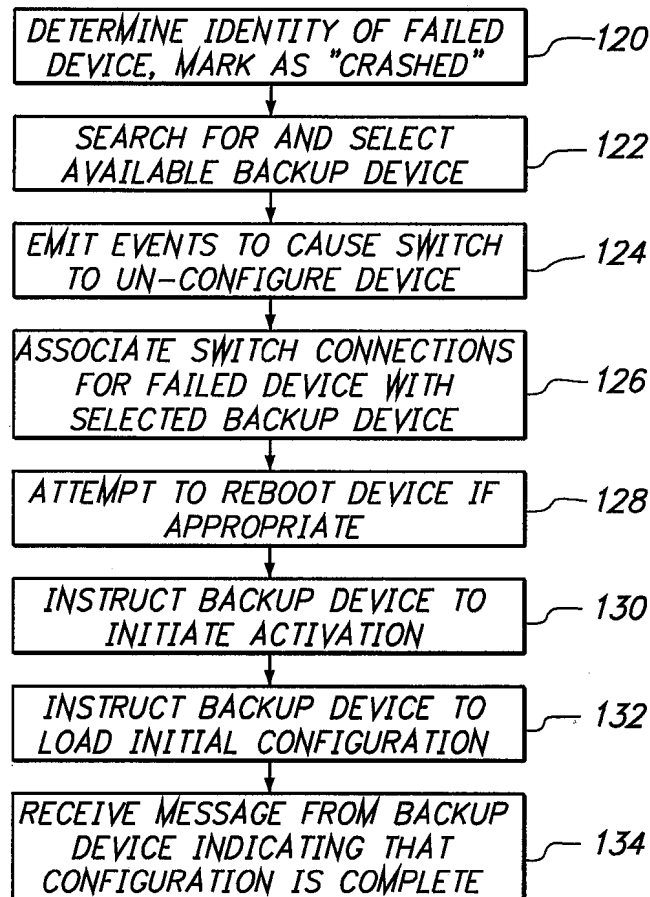 DETERMINE IDENTITY OF FAILED
DEVICE, MARK AS "CRASHED"
120
SEARCH FOR AND SELECT
AVAILABLE BACKUP DEVICE
122
EMIT EVENTS TO CAUSE SWITCH
TO UN-CONFIGURE DEVICE
124
ASSOCIATE SWITCH CONNECTIONS
FOR FAILED DEVICE WITH
SELECTED BACKUP DEVICE
126
ATTEMPT TO REBOOT DEVICE IF
APPROPRIATE
128
INSTRUCT BACKUP DEVICE TO
INITIATE ACTIVATION
130
INSTRUCT BACKUP DEVICE TO
LOAD INITIAL CONFIGURATION
132
RECEIVE MESSAGE FROM BACKUP
DEVICE INDICATING THAT
CONFIGURATION IS COMPLETE
134